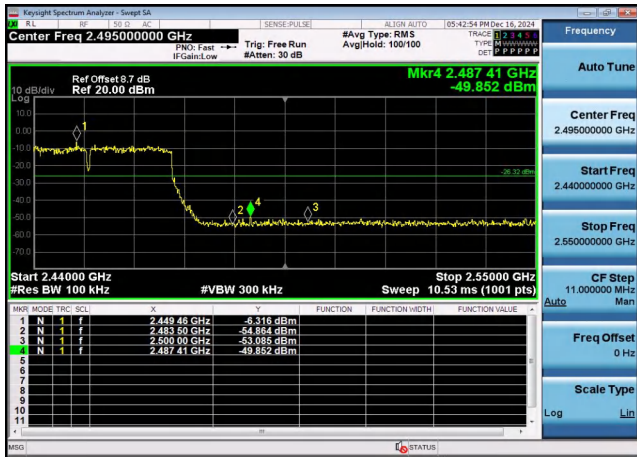 Keysight Spectrum Analyzer - Swept SA
RL RF 50 Ω AC SENSE:PULSE ALIGN AUTO 05:42:54 PM Dec 16, 2024
Center Freq 2.495000000 GHz
PNO: Fast
IFGain:Low
Trig: Free Run
#Atten: 30 dB
#Avg Type: RMS
Avg|Hold: 100/100
TRACE 1 2 3 4 5 6
TYPE M W W W W W
DET P P P P P P
Ref Offset 8.7 dB
Ref 20.00 dBm
10 dB/div
Log
Mkr4 2.487 41 GHz
-49.852 dBm
10.0
0.00
-10.0
-20.0
-30.0
-40.0
-50.0
-60.0
-70.0
1
2
4
3
-26.32 dBm
Start 2.44000 GHz
#Res BW 100 kHz
#VBW 300 kHz
Stop 2.55000 GHz
Sweep 10.53 ms (1001 pts)
MKR MODE TRC SCL X Y FUNCTION FUNCTION WIDTH FUNCTION VALUE
1 N 1 f 2.449 46 GHz -6.316 dBm
2 N 1 f 2.483 50 GHz -54.864 dBm
3 N 1 f 2.500 00 GHz -53.085 dBm
4 N 1 f 2.487 41 GHz -49.852 dBm
5
6
7
8
9
10
11
MSG
STATUS
Frequency
Auto Tune
Center Freq
2.495000000 GHz
Start Freq
2.440000000 GHz
Stop Freq
2.550000000 GHz
CF Step
11.000000 MHz
Auto Man
Freq Offset
0 Hz
Scale Type
Log Lin